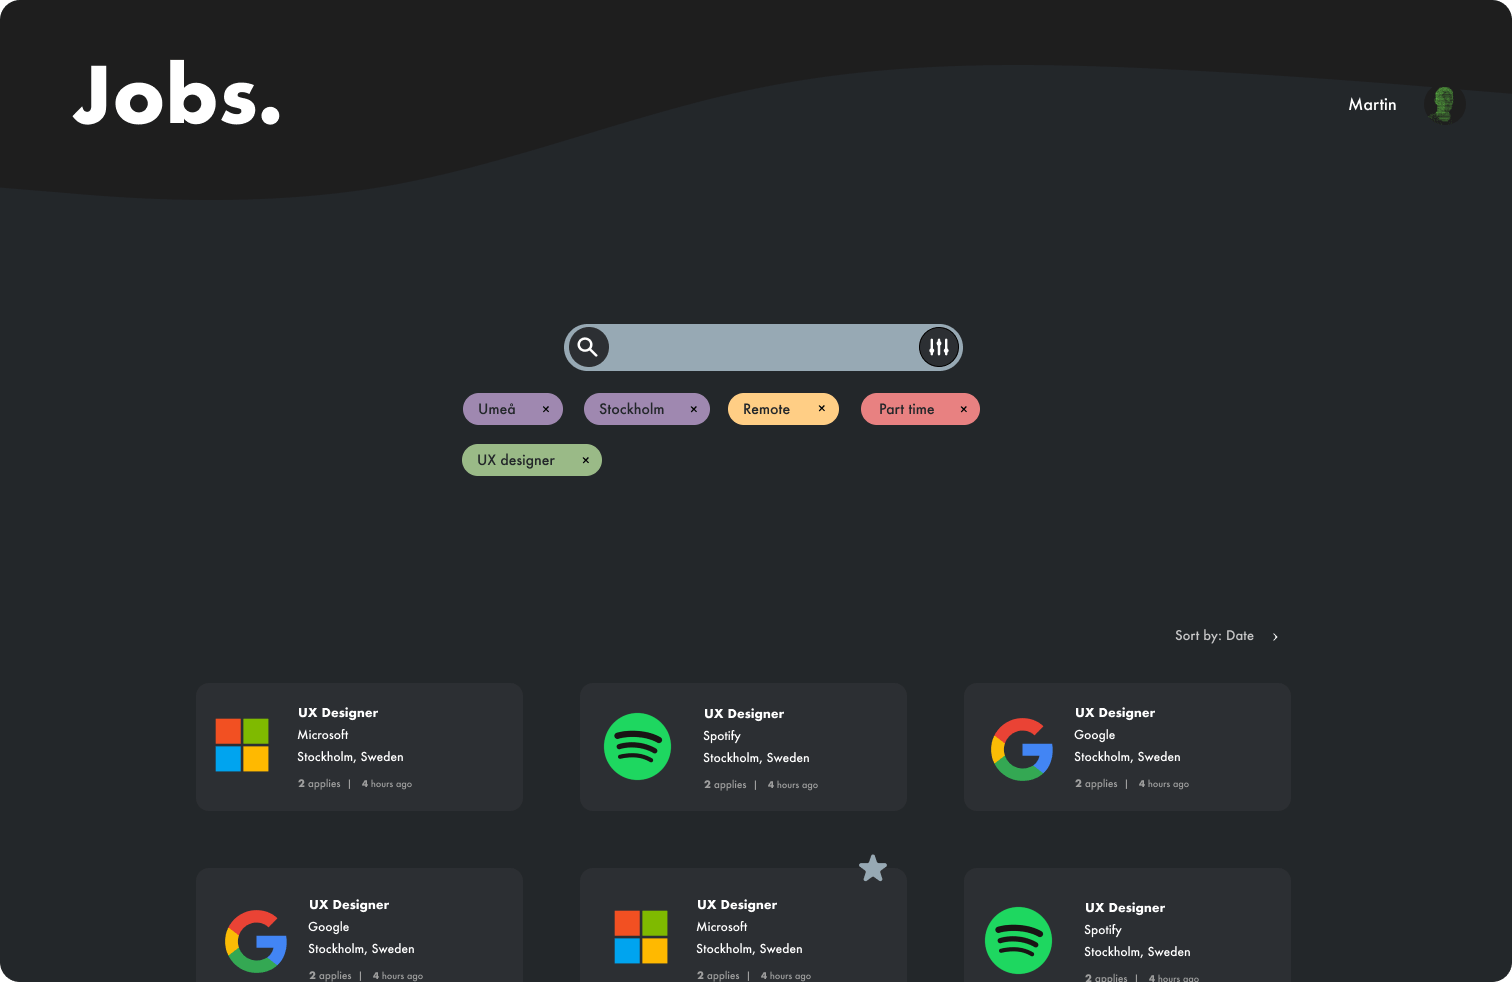 Jobs.
Martin
Umeå ×
Stockholm ×
Remote ×
Part time ×
UX designer ×
Sort by: Date ›
UX Designer
Microsoft
Stockholm, Sweden
2 applies | 4 hours ago
UX Designer
Spotify
Stockholm, Sweden
2 applies | 4 hours ago
UX Designer
Google
Stockholm, Sweden
2 applies | 4 hours ago
UX Designer
Google
Stockholm, Sweden
2 applies | 4 hours ago
UX Designer
Microsoft
Stockholm, Sweden
2 applies | 4 hours ago
UX Designer
Spotify
Stockholm, Sweden
2 applies | 4 hours ago